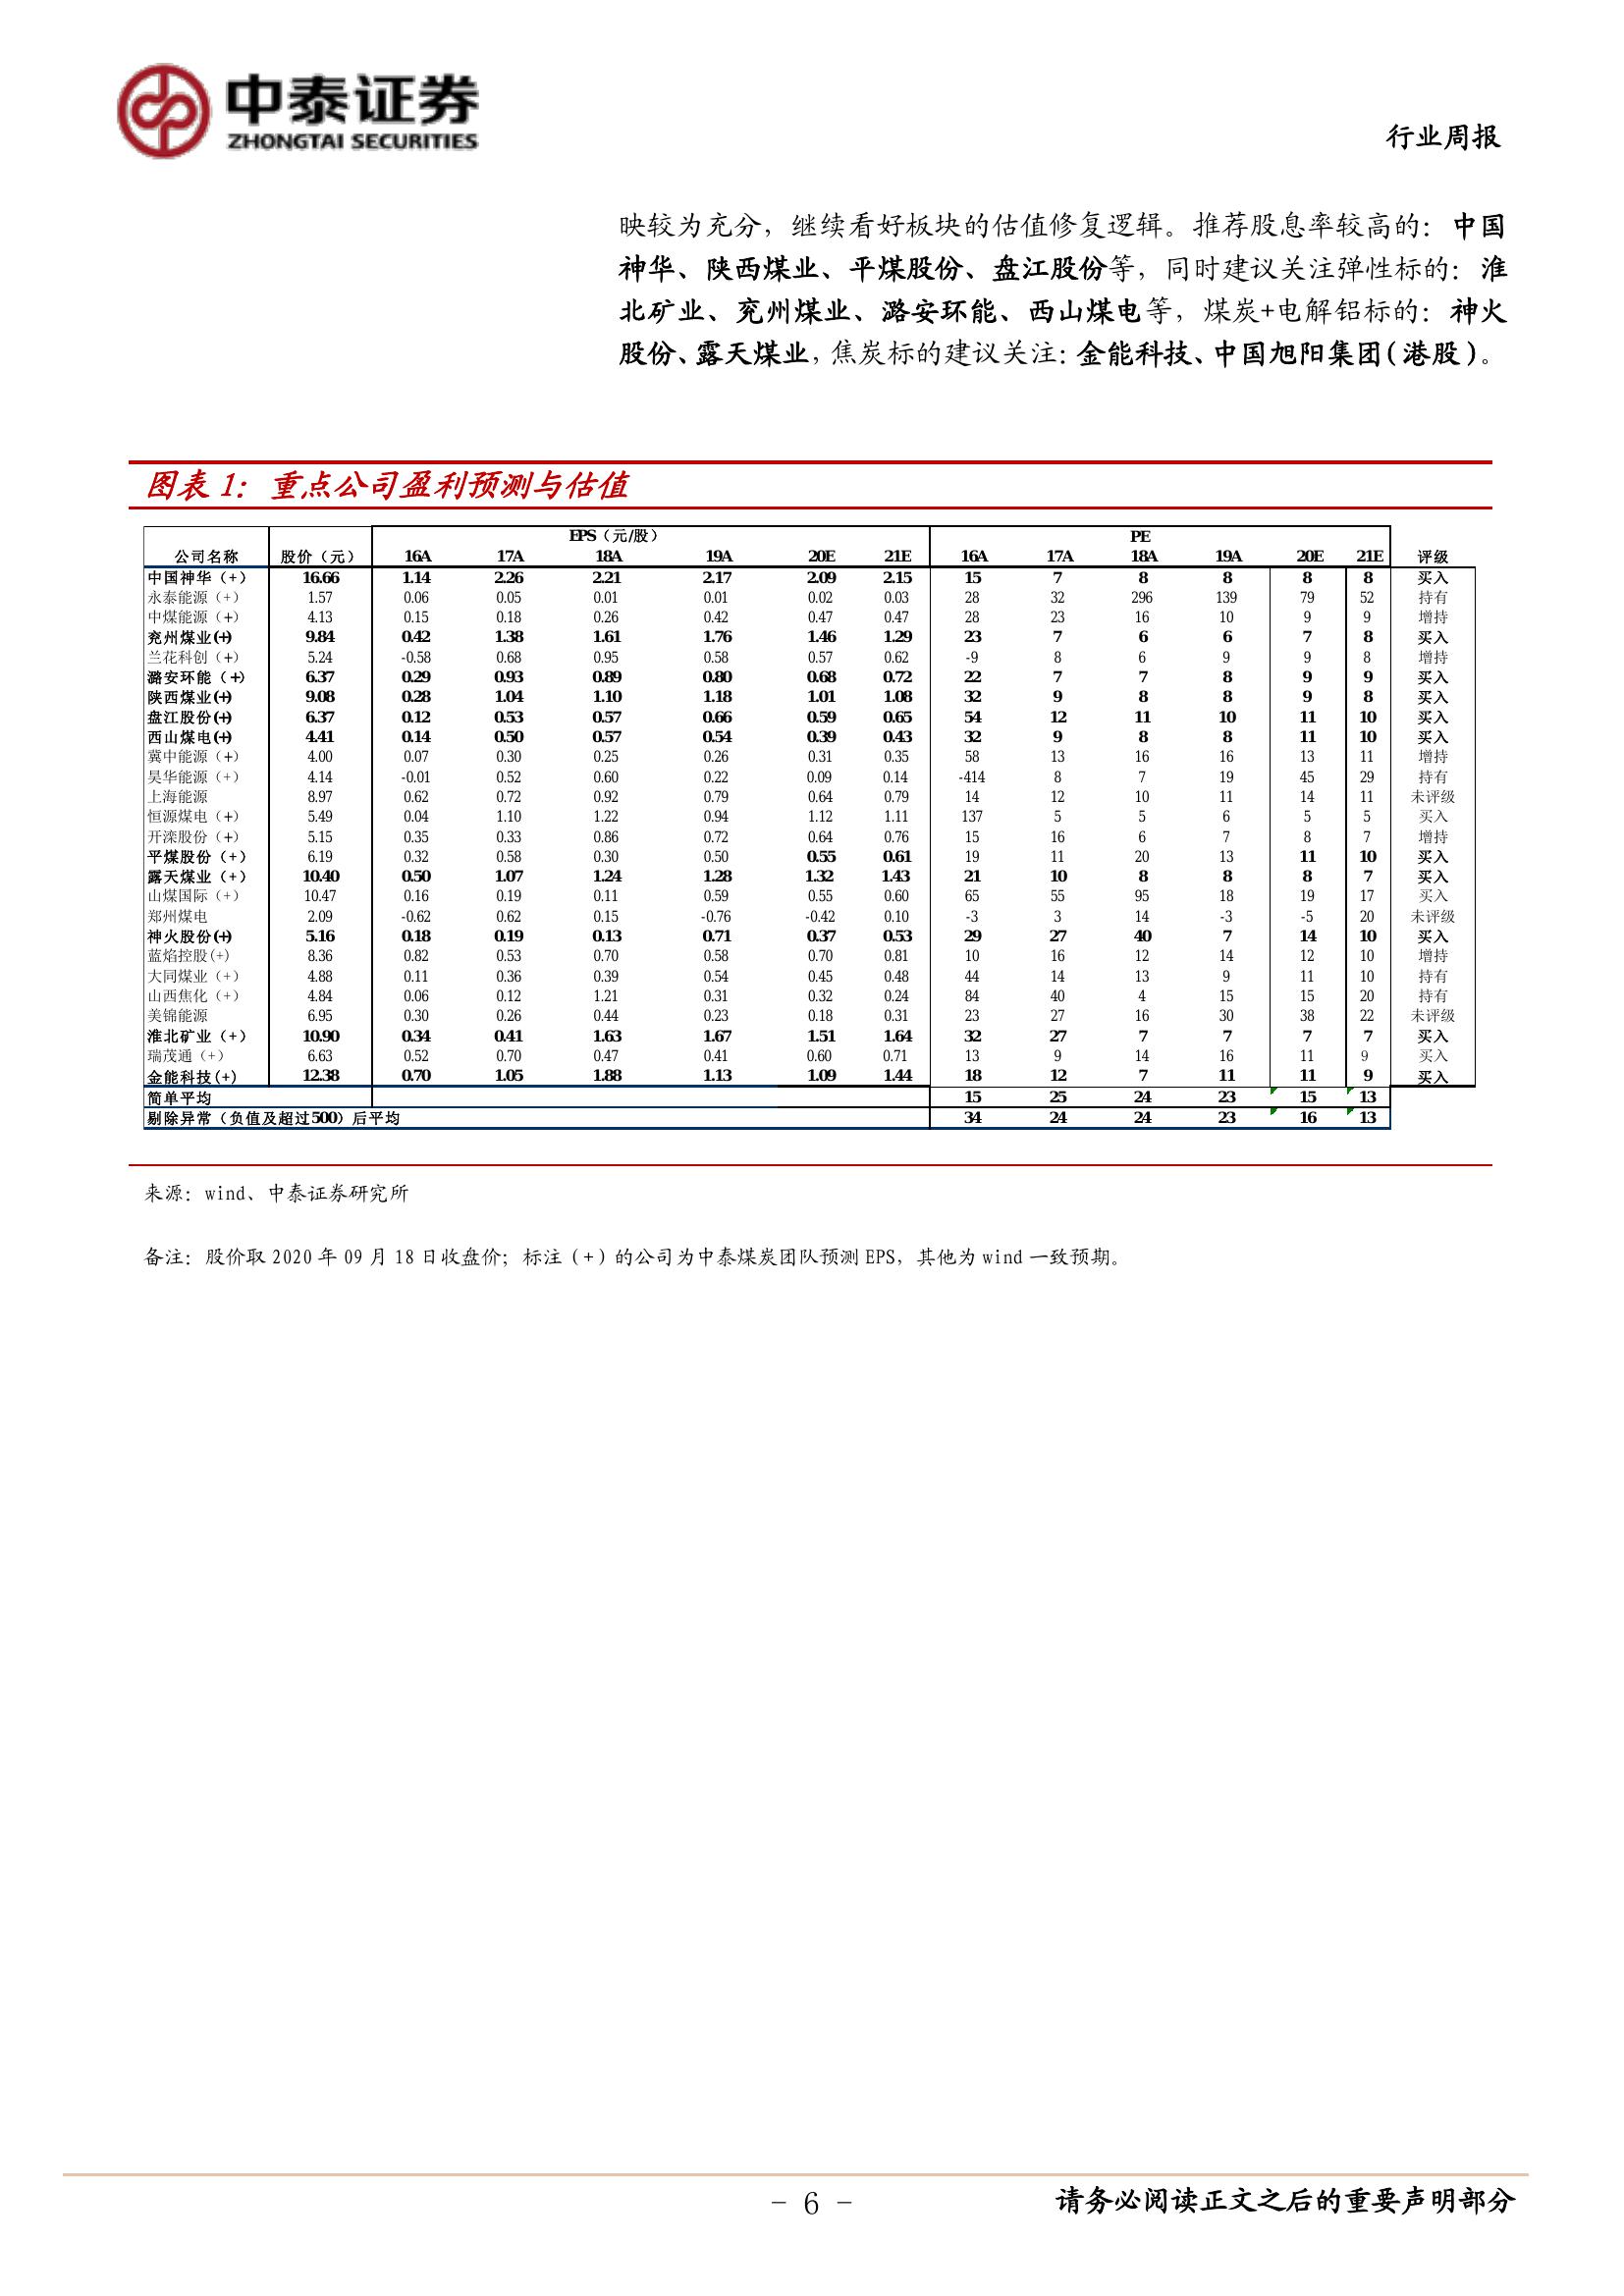 中泰证券
ZHONGTAI SECURITIES
行业周报
映较为充分，继续看好板块的估值修复逻辑。推荐股息率较高的：中国
神华、陕西煤业、平煤股份、盘江股份等，同时建议关注弹性标的：淮
北矿业、兖州煤业、潞安环能、西山煤电等，煤炭+电解铝标的：神火
股份、露天煤业，焦炭标的建议关注：金能科技、中国旭阳集团(港股)。
图表 1：重点公司盈利预测与估值
EPS（元/股） PE
公司名称 股价（元） 16A 17A 18A 19A 20E 21E 16A 17A 18A 19A 20E 21E 评级
中国神华（+） 16.66 1.14 2.26 2.21 2.17 2.09 2.15 15 7 8 8 8 8 买入
永泰能源（+） 1.57 0.06 0.05 0.01 0.01 0.02 0.03 28 32 296 139 79 52 持有
中煤能源（+） 4.13 0.15 0.18 0.26 0.42 0.47 0.47 28 23 16 10 9 9 增持
兖州煤业(+) 9.84 0.42 1.38 1.61 1.76 1.46 1.29 23 7 6 6 7 8 买入
兰花科创（+） 5.24 -0.58 0.68 0.95 0.58 0.57 0.62 -9 8 6 9 9 8 增持
潞安环能（+） 6.37 0.29 0.93 0.89 0.80 0.68 0.72 22 7 7 8 9 9 买入
陕西煤业(+) 9.08 0.28 1.04 1.10 1.18 1.01 1.08 32 9 8 8 9 8 买入
盘江股份(+) 6.37 0.12 0.53 0.57 0.66 0.59 0.65 54 12 11 10 11 10 买入
西山煤电(+) 4.41 0.14 0.50 0.57 0.54 0.39 0.43 32 9 8 8 11 10 买入
冀中能源（+） 4.00 0.07 0.30 0.25 0.26 0.31 0.35 58 13 16 16 13 11 增持
昊华能源（+） 4.14 -0.01 0.52 0.60 0.22 0.09 0.14 -414 8 7 19 45 29 持有
上海能源 8.97 0.62 0.72 0.92 0.79 0.64 0.79 14 12 10 11 14 11 未评级
恒源煤电（+） 5.49 0.04 1.10 1.22 0.94 1.12 1.11 137 5 5 6 5 5 买入
开滦股份（+） 5.15 0.35 0.33 0.86 0.72 0.64 0.76 15 16 6 7 8 7 增持
平煤股份（+） 6.19 0.32 0.58 0.30 0.50 0.55 0.61 19 11 20 13 11 10 买入
露天煤业（+） 10.40 0.50 1.07 1.24 1.28 1.32 1.43 21 10 8 8 8 7 买入
山煤国际（+） 10.47 0.16 0.19 0.11 0.59 0.55 0.60 65 55 95 18 19 17 买入
郑州煤电 2.09 -0.62 0.62 0.15 -0.76 -0.42 0.10 -3 3 14 -3 -5 20 未评级
神火股份(+) 5.16 0.18 0.19 0.13 0.71 0.37 0.53 29 27 40 7 14 10 买入
蓝焰控股(+) 8.36 0.82 0.53 0.70 0.58 0.70 0.81 10 16 12 14 12 10 增持
大同煤业（+） 4.88 0.11 0.36 0.39 0.54 0.45 0.48 44 14 13 9 11 10 持有
山西焦化（+） 4.84 0.06 0.12 1.21 0.31 0.32 0.24 84 40 4 15 15 20 持有
美锦能源 6.95 0.30 0.26 0.44 0.23 0.18 0.31 23 27 16 30 38 22 未评级
淮北矿业（+） 10.90 0.34 0.41 1.63 1.67 1.51 1.64 32 27 7 7 7 7 买入
瑞茂通（+） 6.63 0.52 0.70 0.47 0.41 0.60 0.71 13 9 14 16 11 9 买入
金能科技(+) 12.38 0.70 1.05 1.88 1.13 1.09 1.44 18 12 7 11 11 9 买入
简单平均 15 25 24 23 15 13
剔除异常（负值及超过500）后平均 34 24 24 23 16 13
来源：wind、中泰证券研究所
备注：股价取 2020 年 09 月 18 日收盘价；标注（+）的公司为中泰煤炭团队预测 EPS，其他为 wind 一致预期。
- 6 -
请务必阅读正文之后的重要声明部分